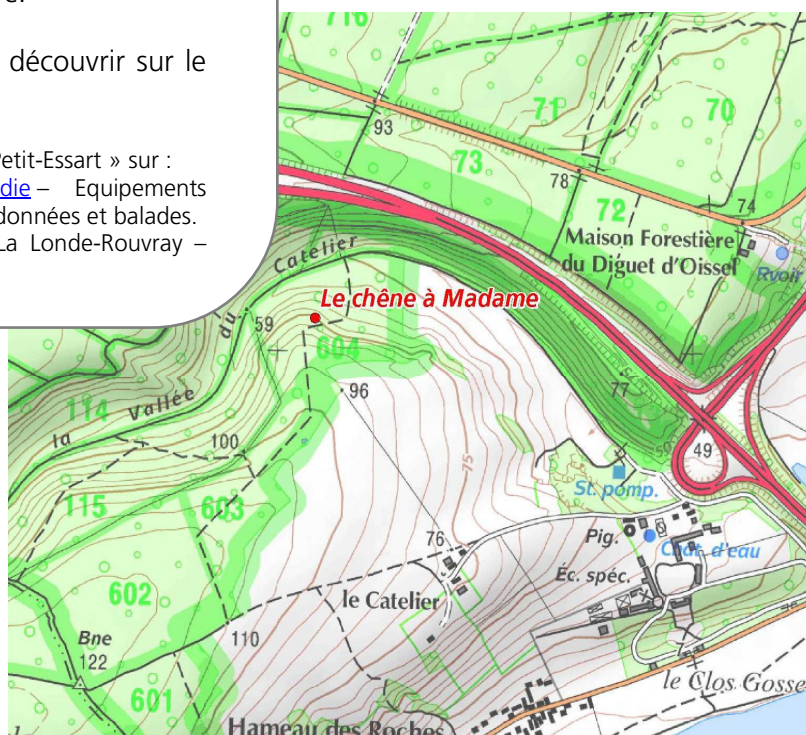 e.
découvrir sur le
Petit-Essart » sur :
die – Equipements
données et balades.
La Londe-Rouvray –
716
71
70
93
73
78
72
74
Maison Forestière
du Diguet d'Oissel
Rvoir
Catelier
du
Le chêne à Madame
59
604
77
96
114
Vallée
la
100
75
50
49
St. pomp.
115
603
76
Pig.
Chât. d'eau
Éc. spéc.
602
le Catelier
Bne
122
110
601
le Clos Gosse
Hameau des Roches